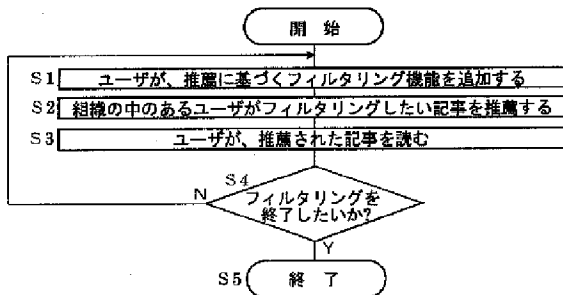 開 始
S1 ユーザが、推薦に基づくフィルタリング機能を追加する
S2 組織の中のあるユーザがフィルタリングしたい記事を推薦する
S3 ユーザが、推薦された記事を読む
S4
N
フィルタリングを
終了したいか?
Y
S5 終 了